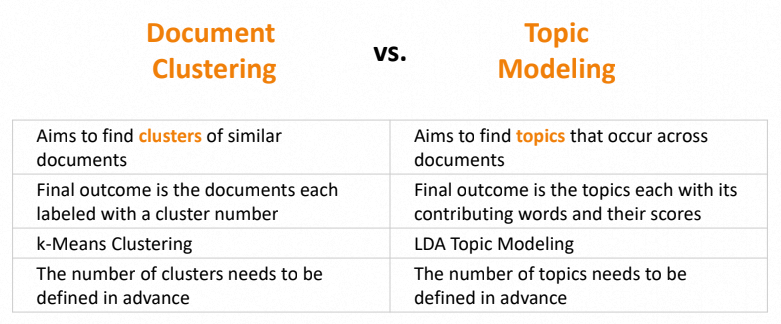 Document
Clustering
vs.
Topic
Modeling
Aims to find clusters of similar
documents
Aims to find topics that occur across
documents
Final outcome is the documents each
labeled with a cluster number
Final outcome is the topics each with its
contributing words and their scores
k-Means Clustering
LDA Topic Modeling
The number of clusters needs to be
defined in advance
The number of topics needs to be
defined in advance